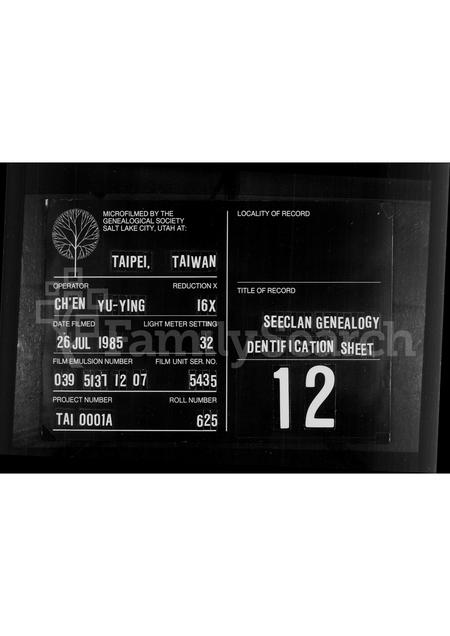 MICROFILMED BY THE
GENEALOGICAL SOCIETY
SALT LAKE CITY, UTAH AT:
TAIPEI, TAIWAN
OPERATOR REDUCTION X
CH'EN YU-YING 16X
DATE FILMED LIGHT METER SETTING
26 JUL 1985 32
FILM EMULSION NUMBER FILM UNIT SER. NO.
039 5137 12 07 5435
PROJECT NUMBER ROLL NUMBER
TAI 0001A 625
LOCALITY OF RECORD
TITLE OF RECORD
SEECLAN GENEALOGY
DENTIFICATION SHEET
12
FamilySearch